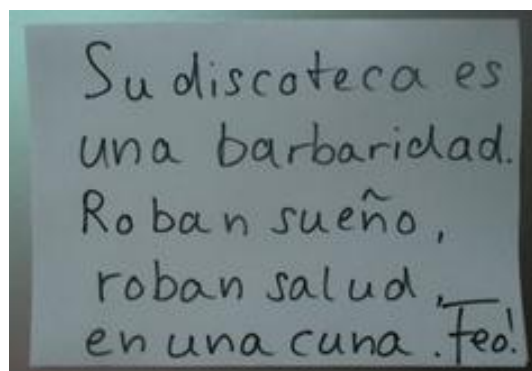 Su discoteca es
una barbaridad.
Roban sueño,
roban salud,
en una cuna. Feo!